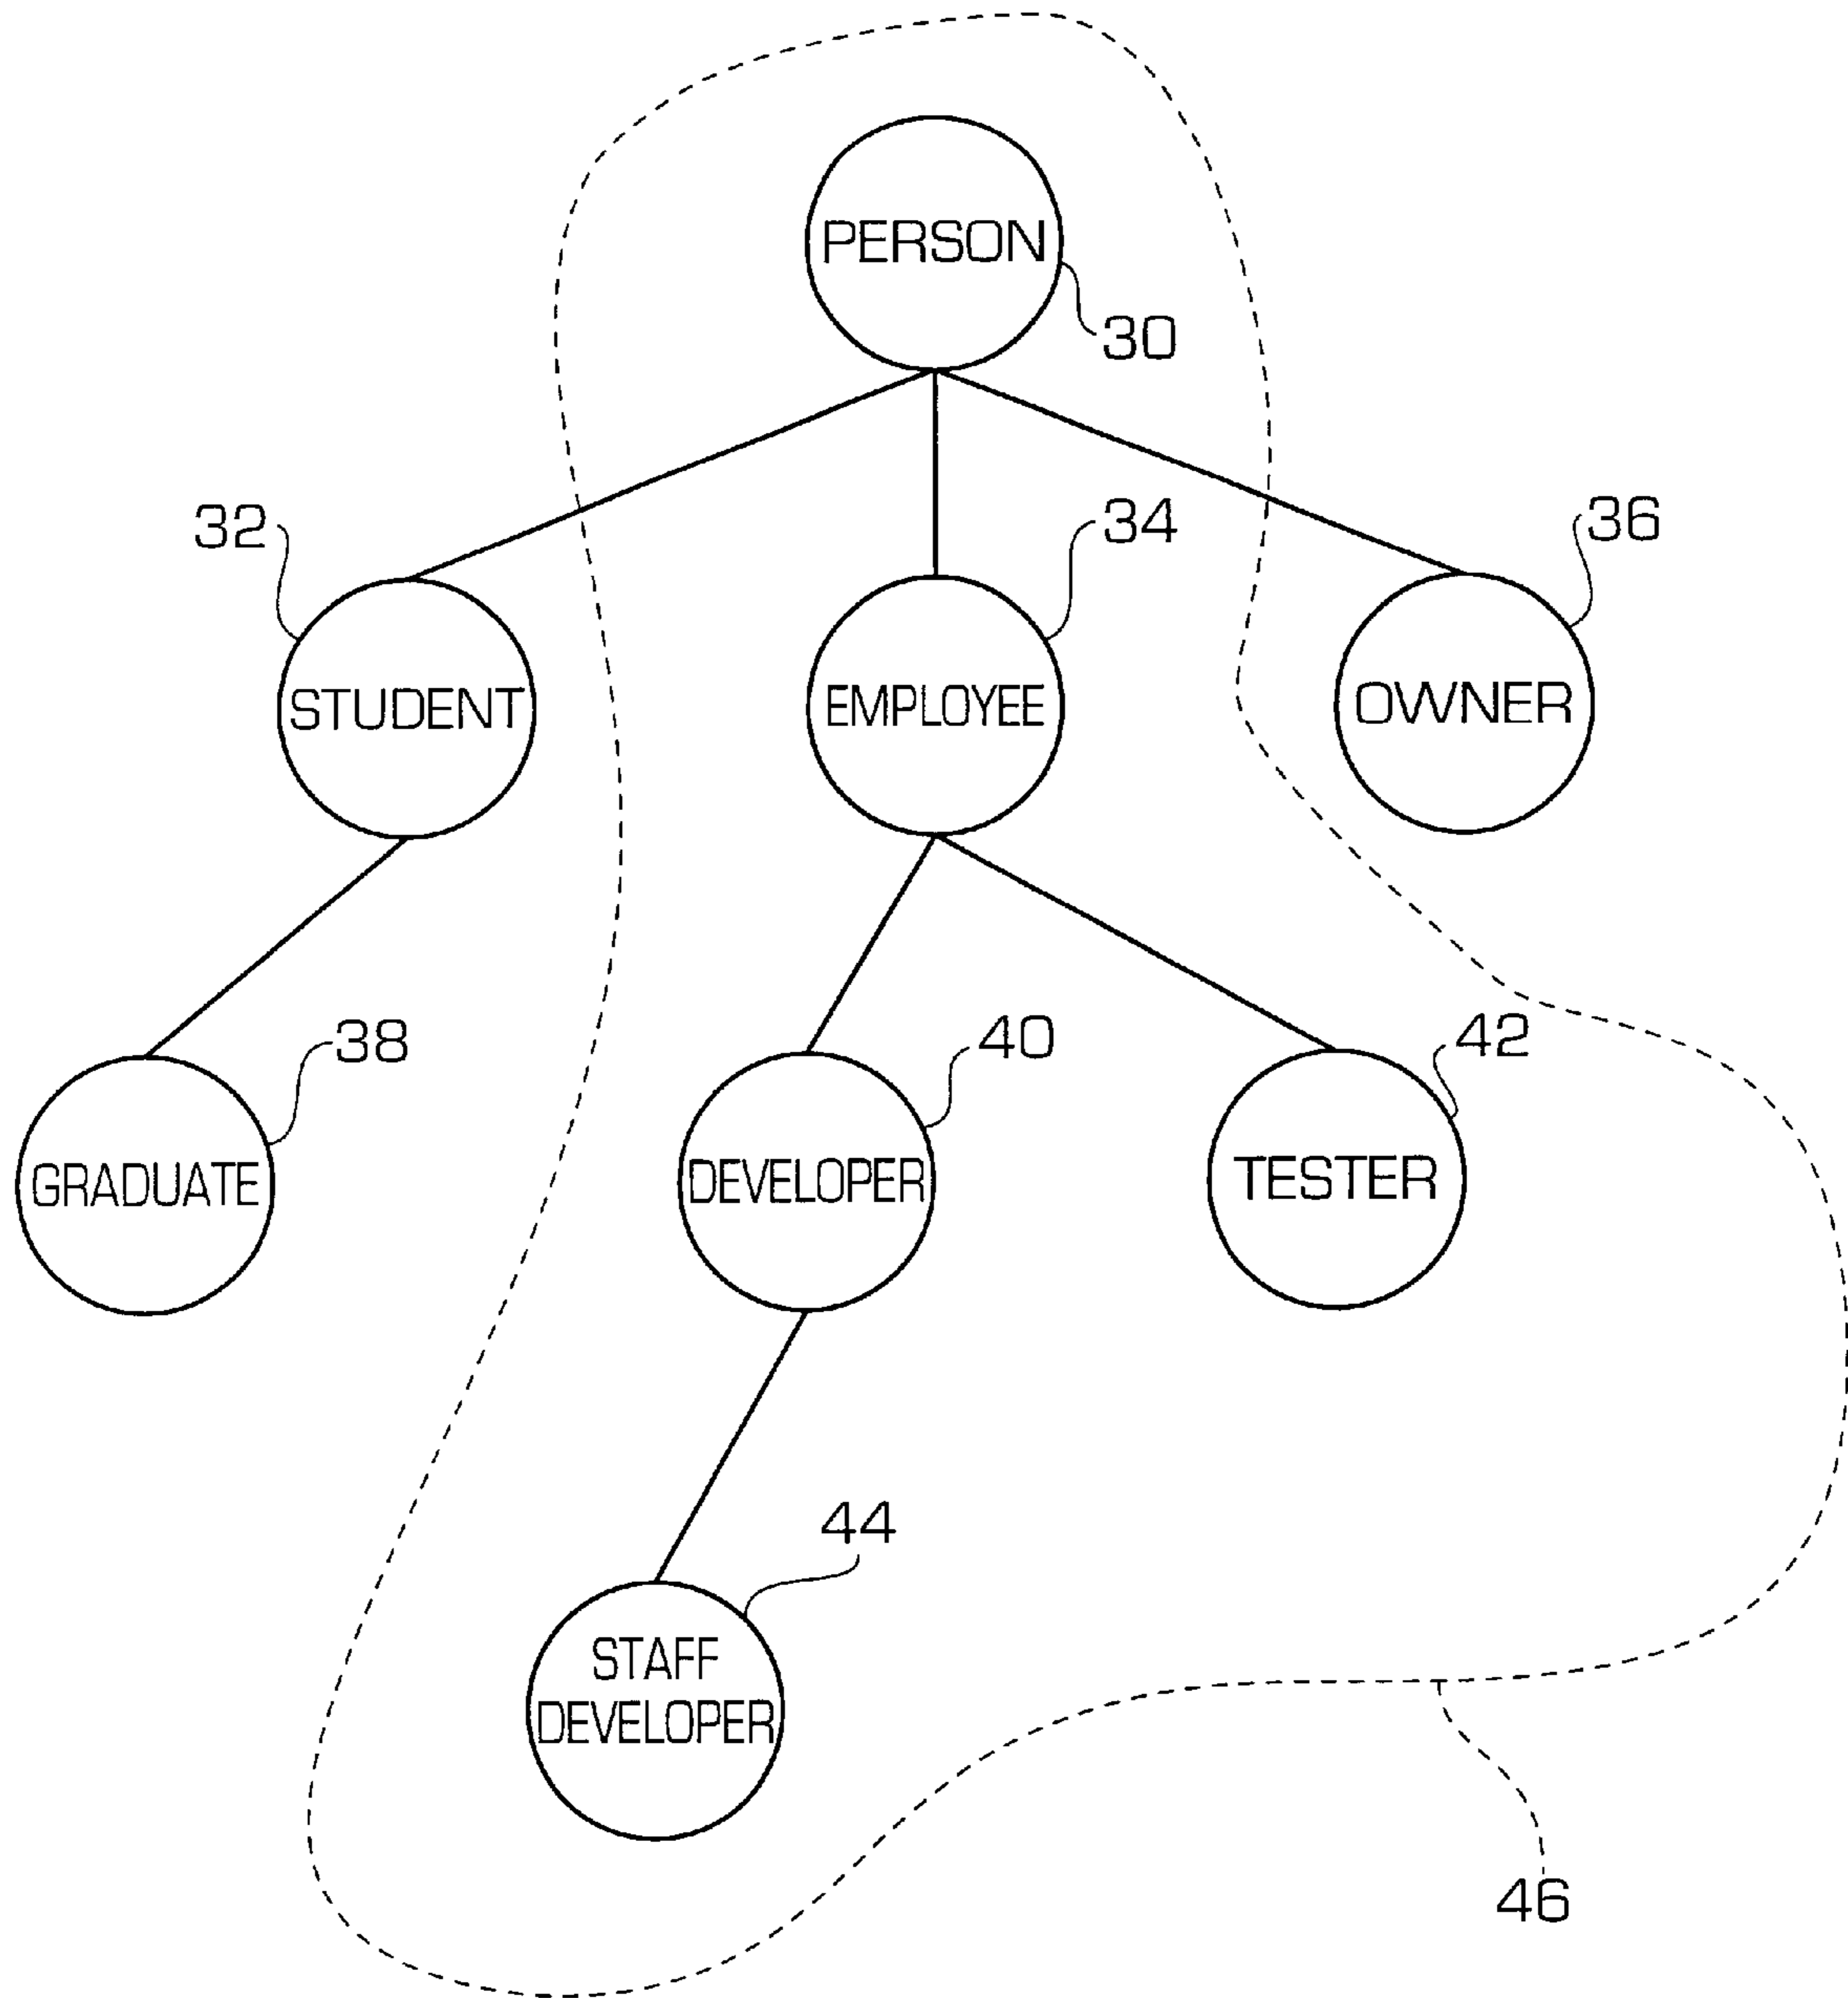 PERSON
30
32
34
36
STUDENT
EMPLOYEE
OWNER
38
40
42
GRADUATE
DEVELOPER
TESTER
44
STAFF
DEVELOPER
46